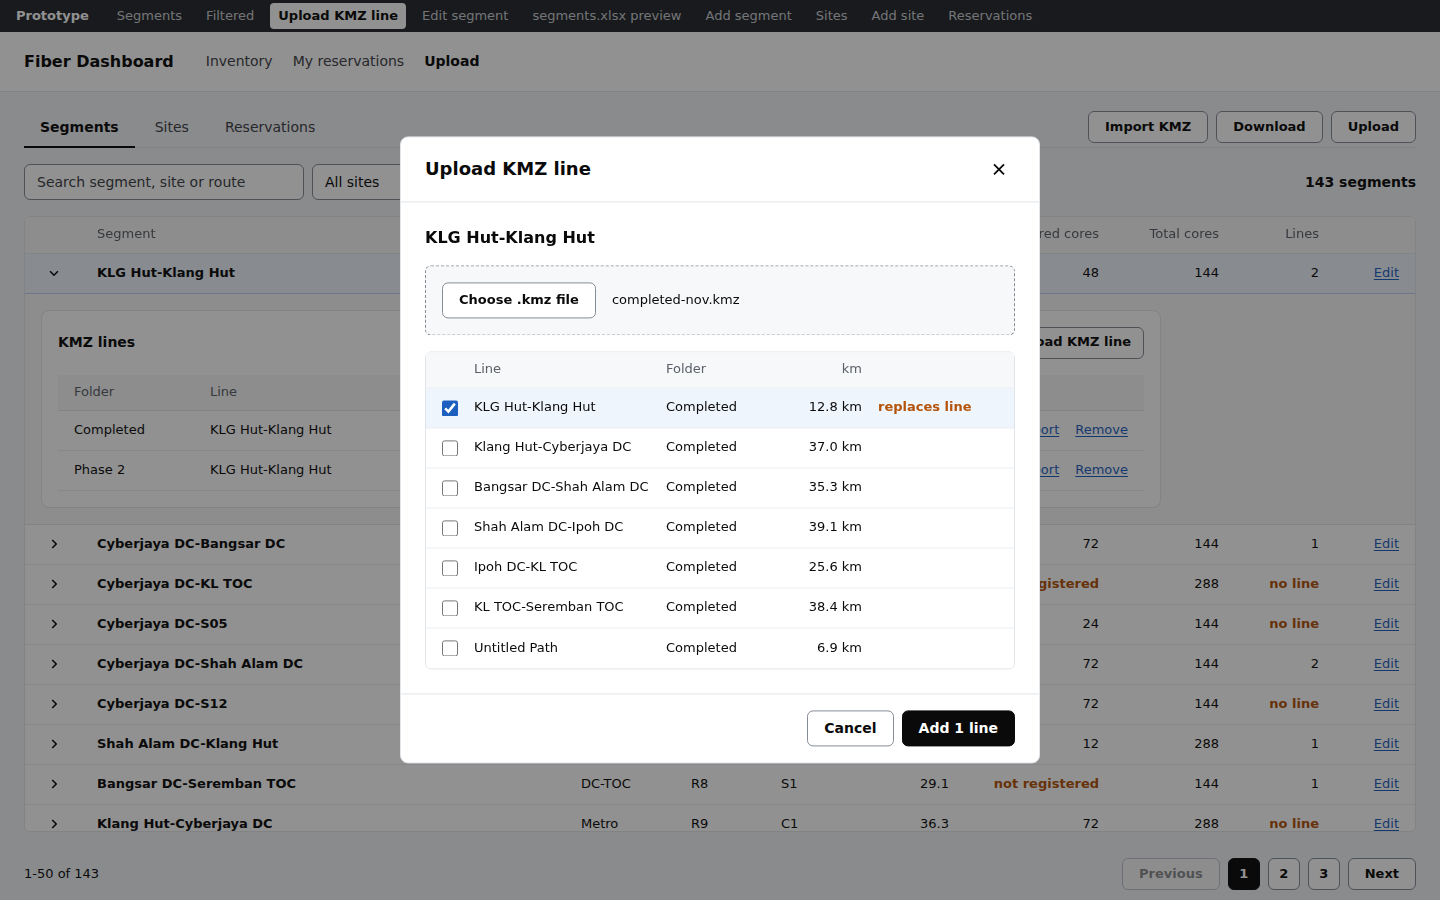 Prototype Segments Filtered Upload KMZ line Edit segment segments.xlsx preview Add segment Sites Add site Reservations
Fiber Dashboard Inventory My reservations Upload
Segments Sites Reservations Import KMZ Download Upload
Search segment, site or route All sites 143 segments
Segment red cores Total cores Lines
KLG Hut-Klang Hut 48 144 2 Edit
KMZ lines oad KMZ line
Folder Line
Completed KLG Hut-Klang Hut ort Remove
Phase 2 KLG Hut-Klang Hut ort Remove
Cyberjaya DC-Bangsar DC 72 144 1 Edit
Cyberjaya DC-KL TOC gistered 288 no line Edit
Cyberjaya DC-S05 24 144 no line Edit
Cyberjaya DC-Shah Alam DC 72 144 2 Edit
Cyberjaya DC-S12 72 144 no line Edit
Shah Alam DC-Klang Hut 12 288 1 Edit
Bangsar DC-Seremban TOC DC-TOC R8 S1 29.1 not registered 144 1 Edit
Klang Hut-Cyberjaya DC Metro R9 C1 36.3 72 288 no line Edit
1-50 of 143 Previous 1 2 3 Next
Upload KMZ line
KLG Hut-Klang Hut
Choose .kmz file completed-nov.kmz
Line Folder km
KLG Hut-Klang Hut Completed 12.8 km replaces line
Klang Hut-Cyberjaya DC Completed 37.0 km
Bangsar DC-Shah Alam DC Completed 35.3 km
Shah Alam DC-Ipoh DC Completed 39.1 km
Ipoh DC-KL TOC Completed 25.6 km
KL TOC-Seremban TOC Completed 38.4 km
Untitled Path Completed 6.9 km
Cancel Add 1 line